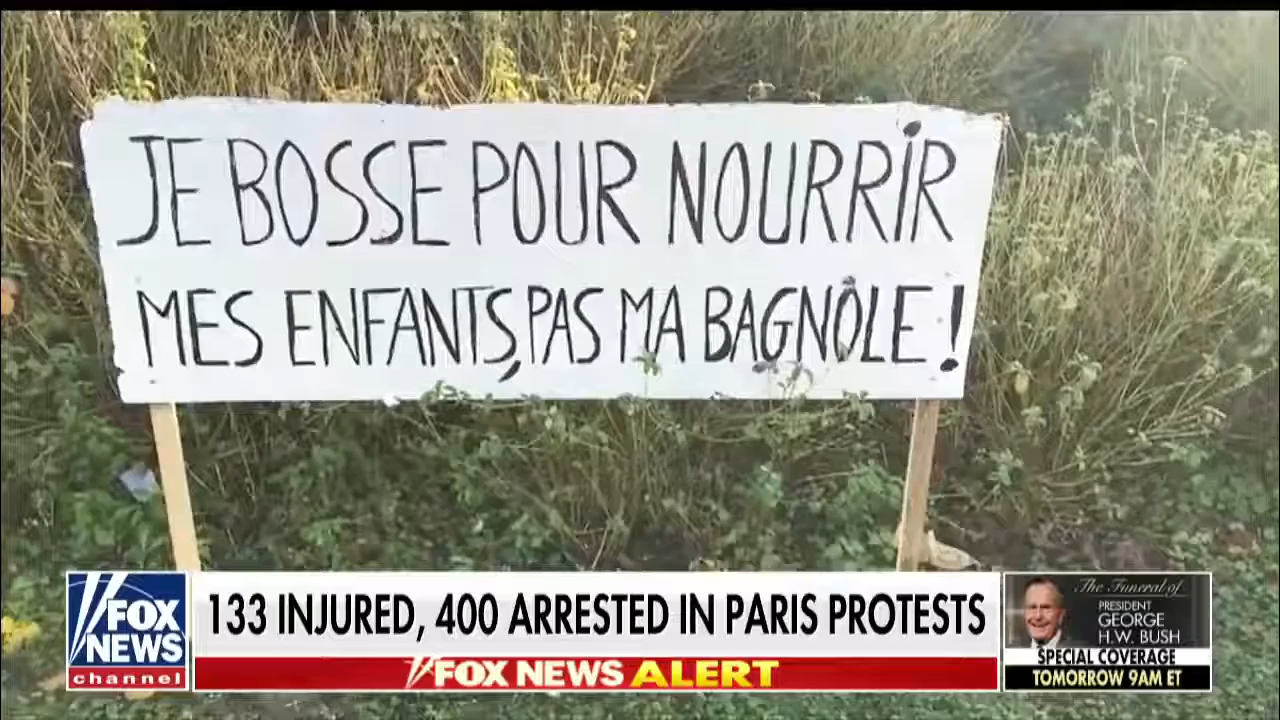 JE BOSSE POUR NOURRIR
MES ENFANTS, PAS MA BAGNÔLE !
FOX
NEWS
channel
133 INJURED, 400 ARRESTED IN PARIS PROTESTS
FOX NEWS ALERT
The Funeral of
PRESIDENT
GEORGE
H.W. BUSH
SPECIAL COVERAGE
TOMORROW 9AM ET